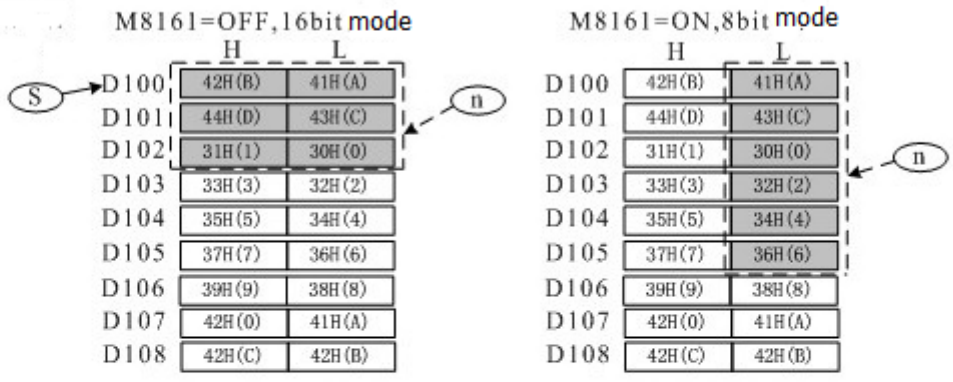 M8161=OFF,16bit mode
H L
S D100 42H(B) 41H(A) n
D101 44H(D) 43H(C)
D102 31H(1) 30H(0)
D103 33H(3) 32H(2)
D104 35H(5) 34H(4)
D105 37H(7) 36H(6)
D106 39H(9) 38H(8)
D107 42H(0) 41H(A)
D108 42H(C) 42H(B)
M8161=ON,8bit mode
H L
D100 42H(B) 41H(A)
D101 44H(D) 43H(C)
D102 31H(1) 30H(0) n
D103 33H(3) 32H(2)
D104 35H(5) 34H(4)
D105 37H(7) 36H(6)
D106 39H(9) 38H(8)
D107 42H(0) 41H(A)
D108 42H(C) 42H(B)